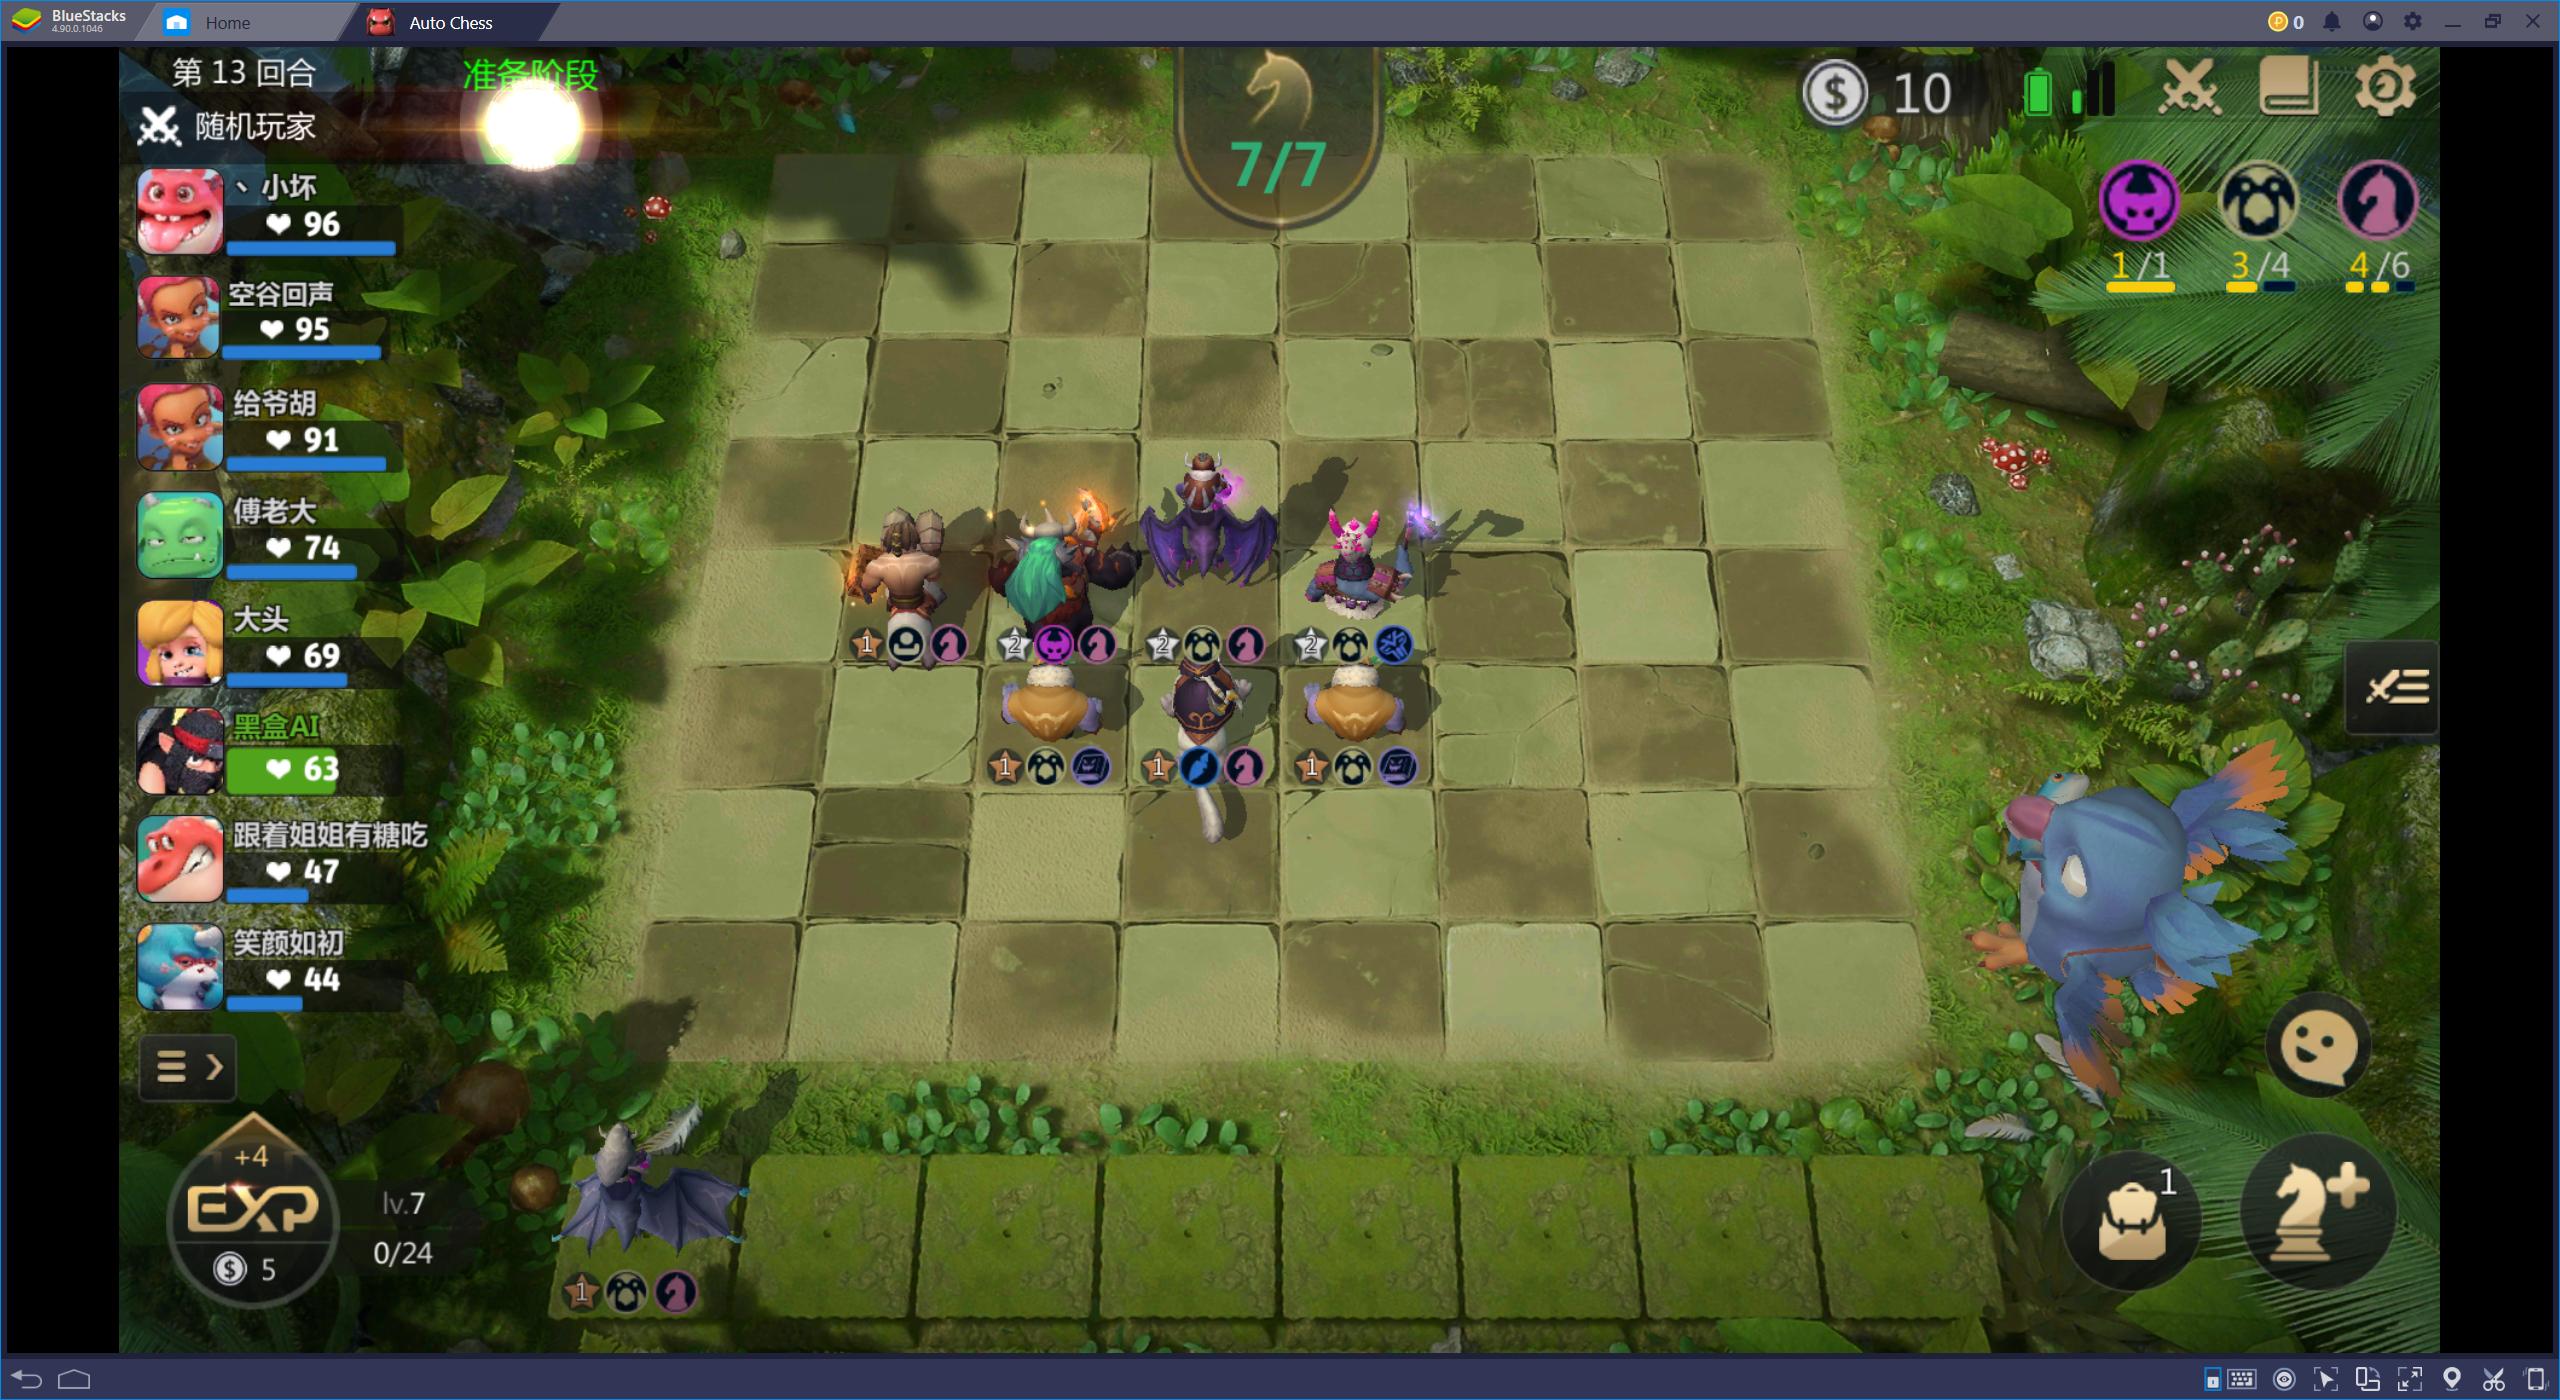 BlueStacks
4.90.0.1046
Home
Auto Chess
0
第 13 回合
准备阶段
随机玩家
7/7
10
丶小坏
96
空谷回声
95
给爷胡
91
傅老大
74
大头
69
黑盒AI
63
跟着姐姐有糖吃
47
笑颜如初
44
1/1
3/4
4/6
1
2
2
2
1
1
1
+4
EXP
5
lv.7
0/24
1
1